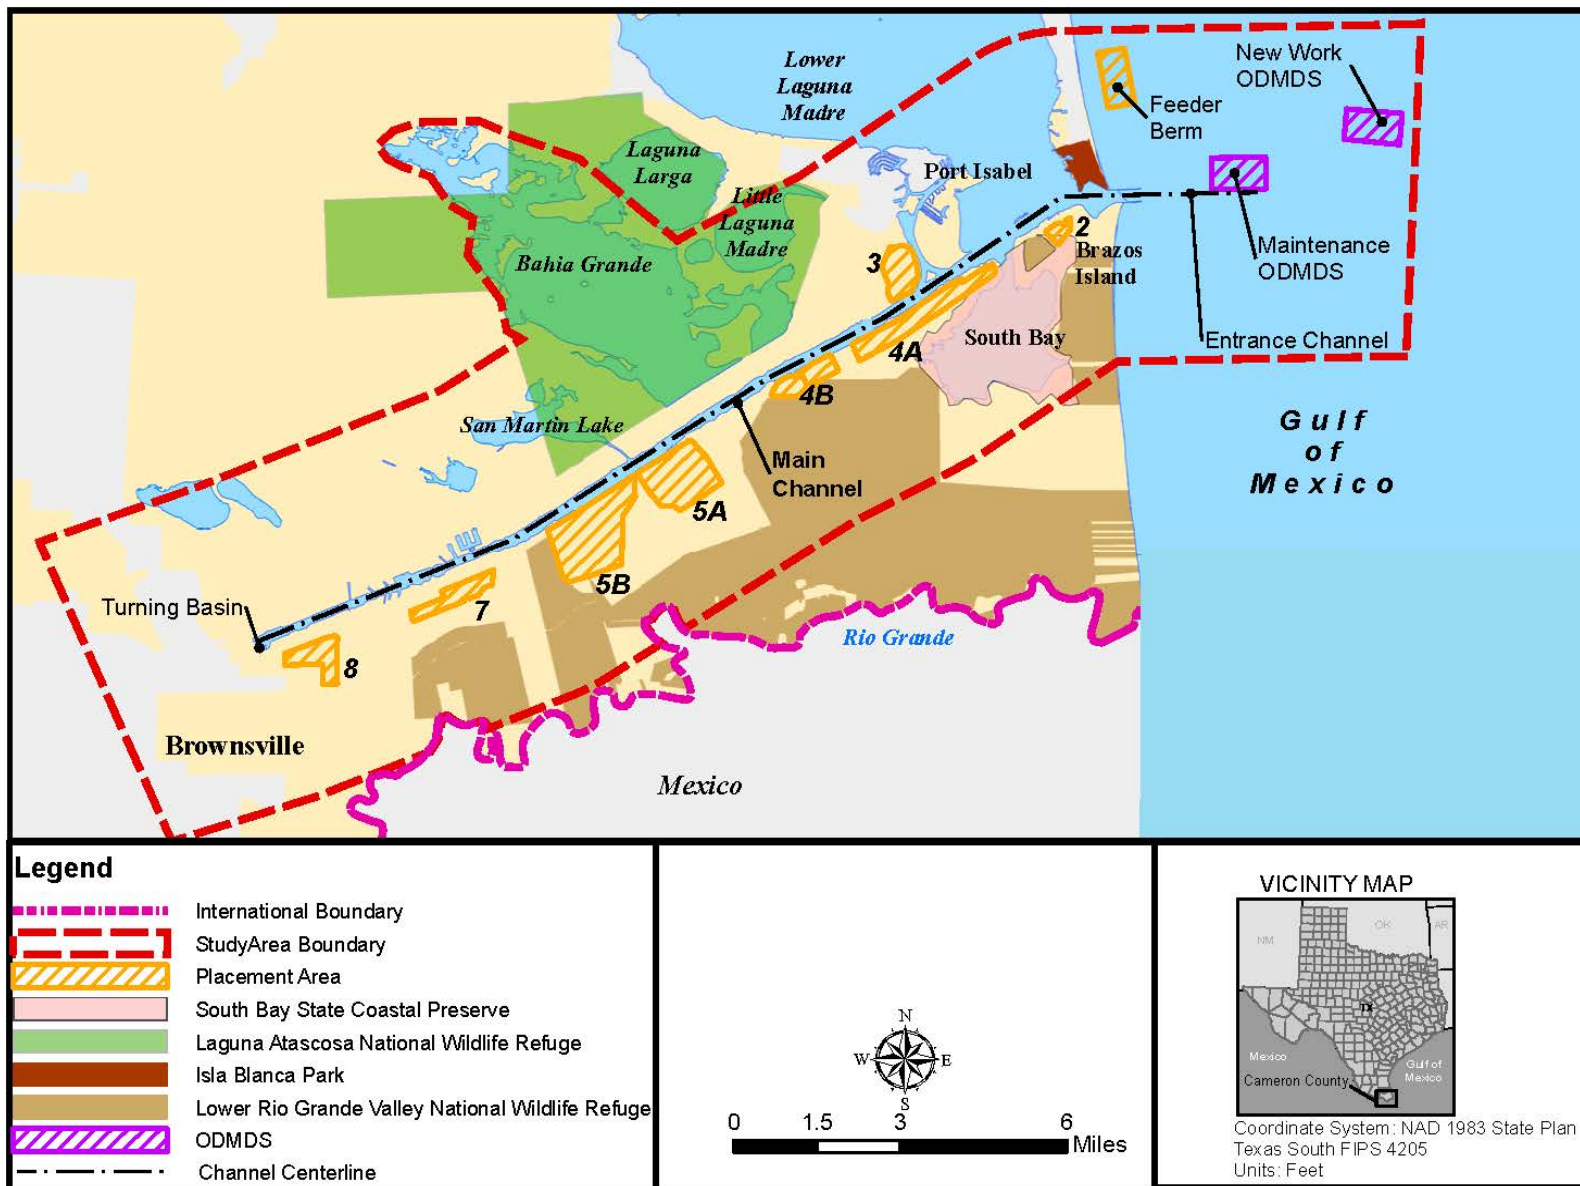 Lower
Laguna
Madre
New Work
ODMDS
Feeder
Berm
Laguna
Larga
Port Isabel
Little
Laguna
Madre
2
Brazos
Island
Maintenance
ODMDS
Bahia Grande
3
South Bay
Entrance Channel
4A
4B
San Martin Lake
Gulf
of
Mexico
Main
Channel
5A
5B
Turning Basin
7
Rio Grande
8
Brownsville
Mexico
Legend
International Boundary
StudyArea Boundary
Placement Area
South Bay State Coastal Preserve
Laguna Atascosa National Wildlife Refuge
Isla Blanca Park
Lower Rio Grande Valley National Wildlife Refuge
ODMDS
Channel Centerline
N
W E
S
0 1.5 3 6
Miles
VICINITY MAP
NM OK AR
TX
Mexico
Gulf of
Mexico
Cameron County
Coordinate System: NAD 1983 State Plan
Texas South FIPS 4205
Units: Feet